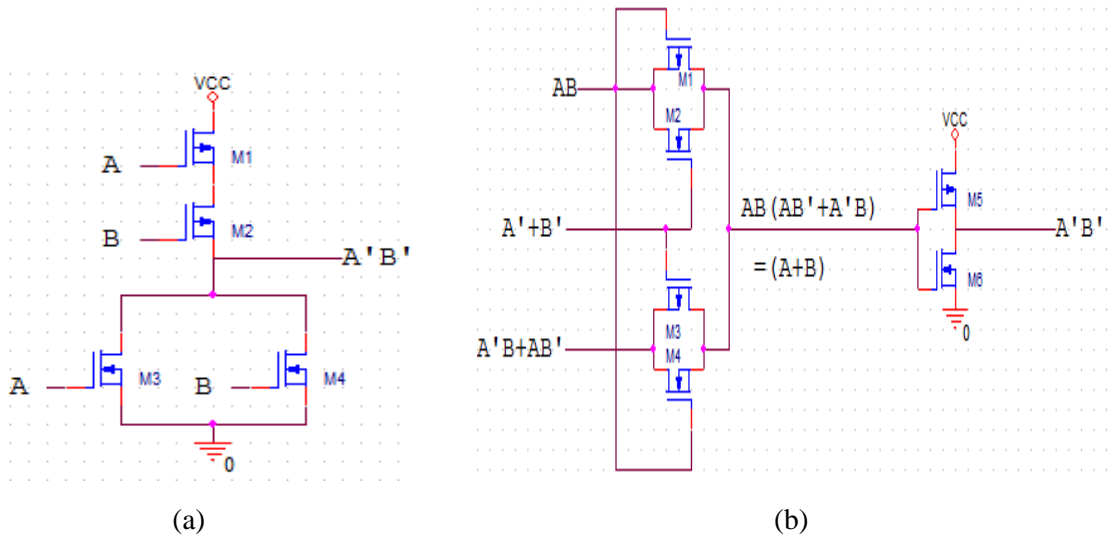 VCC
A
M1
B
M2
A'B'
A
M3
B
M4
0
(a)
AB
M1
M2
A'+B'
AB(AB'+A'B)
=(A+B)
A'B+AB'
M3
M4
VCC
M5
A'B'
M6
0
(b)